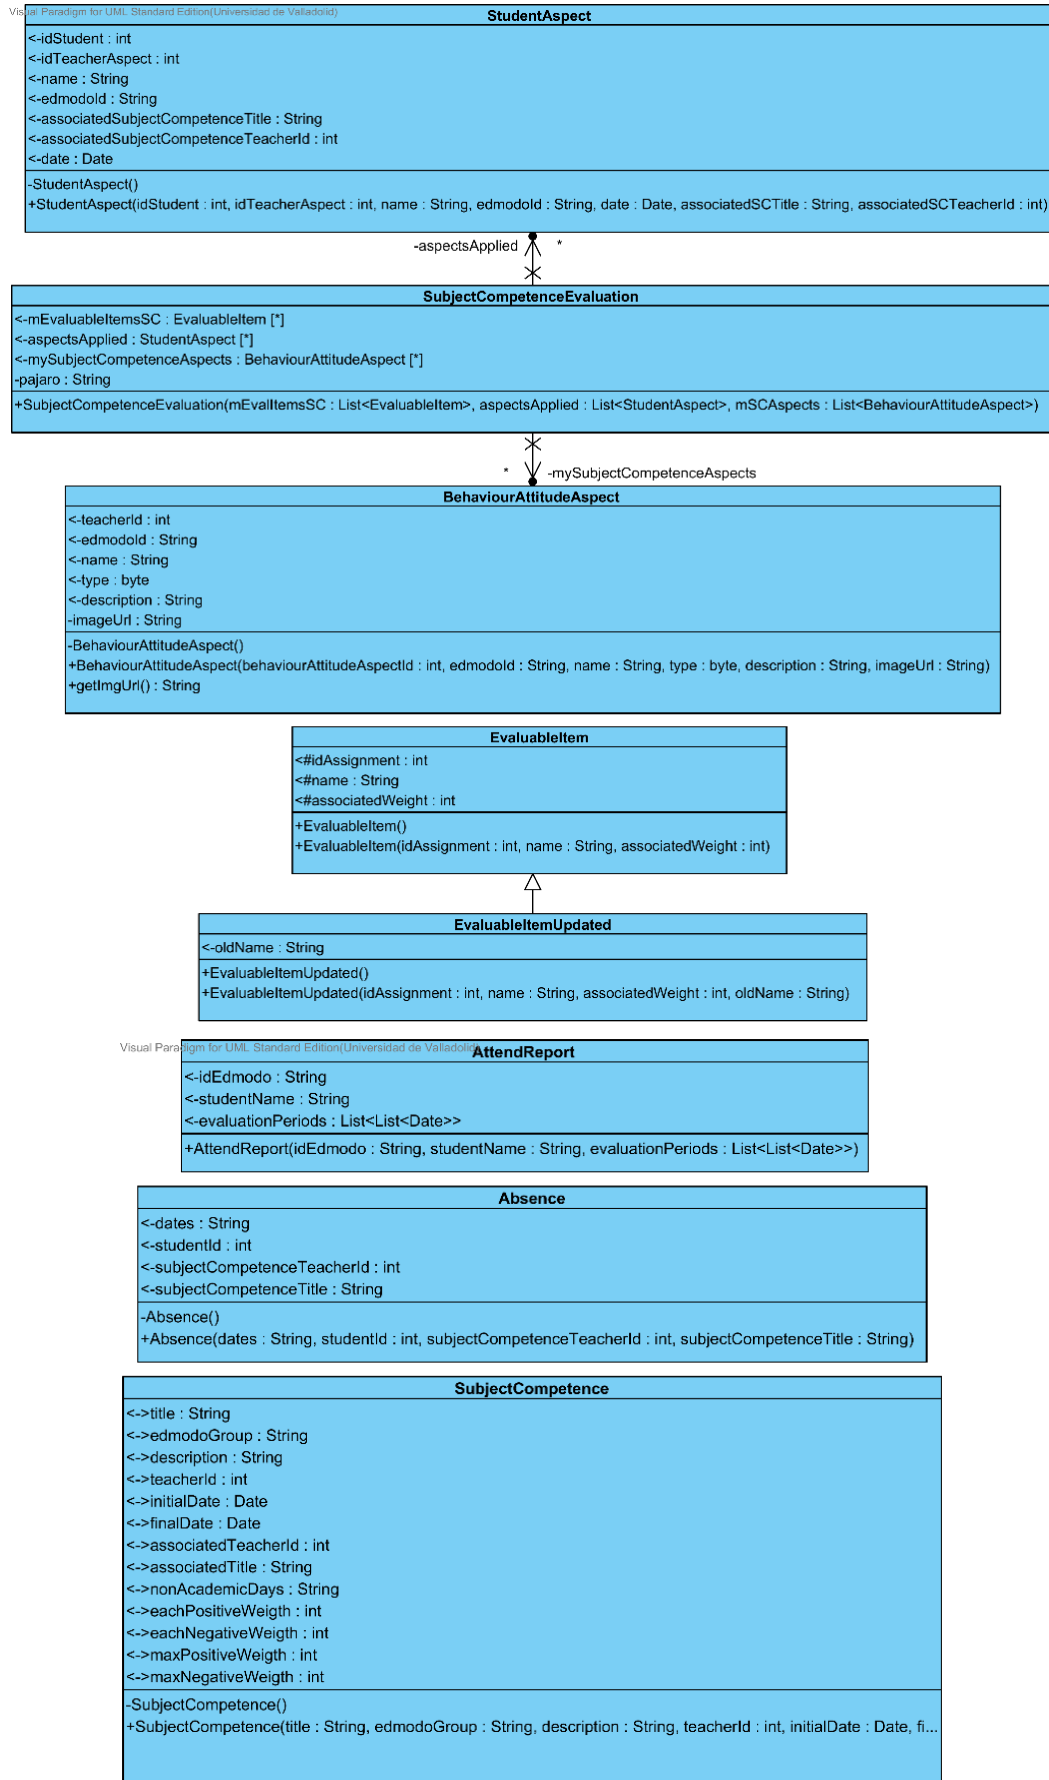 Visual Paradigm for UML Standard Edition(Universidad de Valladolid)
StudentAspect
<-idStudent : int
<-idTeacherAspect : int
<-name : String
<-edmodoId : String
<-associatedSubjectCompetenceTitle : String
<-associatedSubjectCompetenceTeacherId : int
<-date : Date
-StudentAspect()
+StudentAspect(idStudent : int, idTeacherAspect : int, name : String, edmodoId : String, date : Date, associatedSCTitle : String, associatedSCTeacherId : int)
-aspectsApplied *
SubjectCompetenceEvaluation
<-mEvaluableItemsSC : EvaluableItem [*]
<-aspectsApplied : StudentAspect [*]
<-mySubjectCompetenceAspects : BehaviourAttitudeAspect [*]
-pajaro : String
+SubjectCompetenceEvaluation(mEvalItemsSC : List<EvaluableItem>, aspectsApplied : List<StudentAspect>, mSCAspects : List<BehaviourAttitudeAspect>)
* -mySubjectCompetenceAspects
BehaviourAttitudeAspect
<-teacherId : int
<-edmodoId : String
<-name : String
<-type : byte
<-description : String
-imageUrl : String
-BehaviourAttitudeAspect()
+BehaviourAttitudeAspect(behaviourAttitudeAspectId : int, edmodoId : String, name : String, type : byte, description : String, imageUrl : String)
+getImgUrl() : String
EvaluableItem
<#idAssignment : int
<#name : String
<#associatedWeight : int
+EvaluableItem()
+EvaluableItem(idAssignment : int, name : String, associatedWeight : int)
EvaluableItemUpdated
<-oldName : String
+EvaluableItemUpdated()
+EvaluableItemUpdated(idAssignment : int, name : String, associatedWeight : int, oldName : String)
Visual Paradigm for UML Standard Edition(Universidad de Valladolid)
AttendReport
<-idEdmodo : String
<-studentName : String
<-evaluationPeriods : List<List<Date>>
+AttendReport(idEdmodo : String, studentName : String, evaluationPeriods : List<List<Date>>)
Absence
<-dates : String
<-studentId : int
<-subjectCompetenceTeacherId : int
<-subjectCompetenceTitle : String
-Absence()
+Absence(dates : String, studentId : int, subjectCompetenceTeacherId : int, subjectCompetenceTitle : String)
SubjectCompetence
<->title : String
<->edmodoGroup : String
<->description : String
<->teacherId : int
<->initialDate : Date
<->finalDate : Date
<->associatedTeacherId : int
<->associatedTitle : String
<->nonAcademicDays : String
<->eachPositiveWeigth : int
<->eachNegativeWeigth : int
<->maxPositiveWeigth : int
<->maxNegativeWeigth : int
-SubjectCompetence()
+SubjectCompetence(title : String, edmodoGroup : String, description : String, teacherId : int, initialDate : Date, fi...